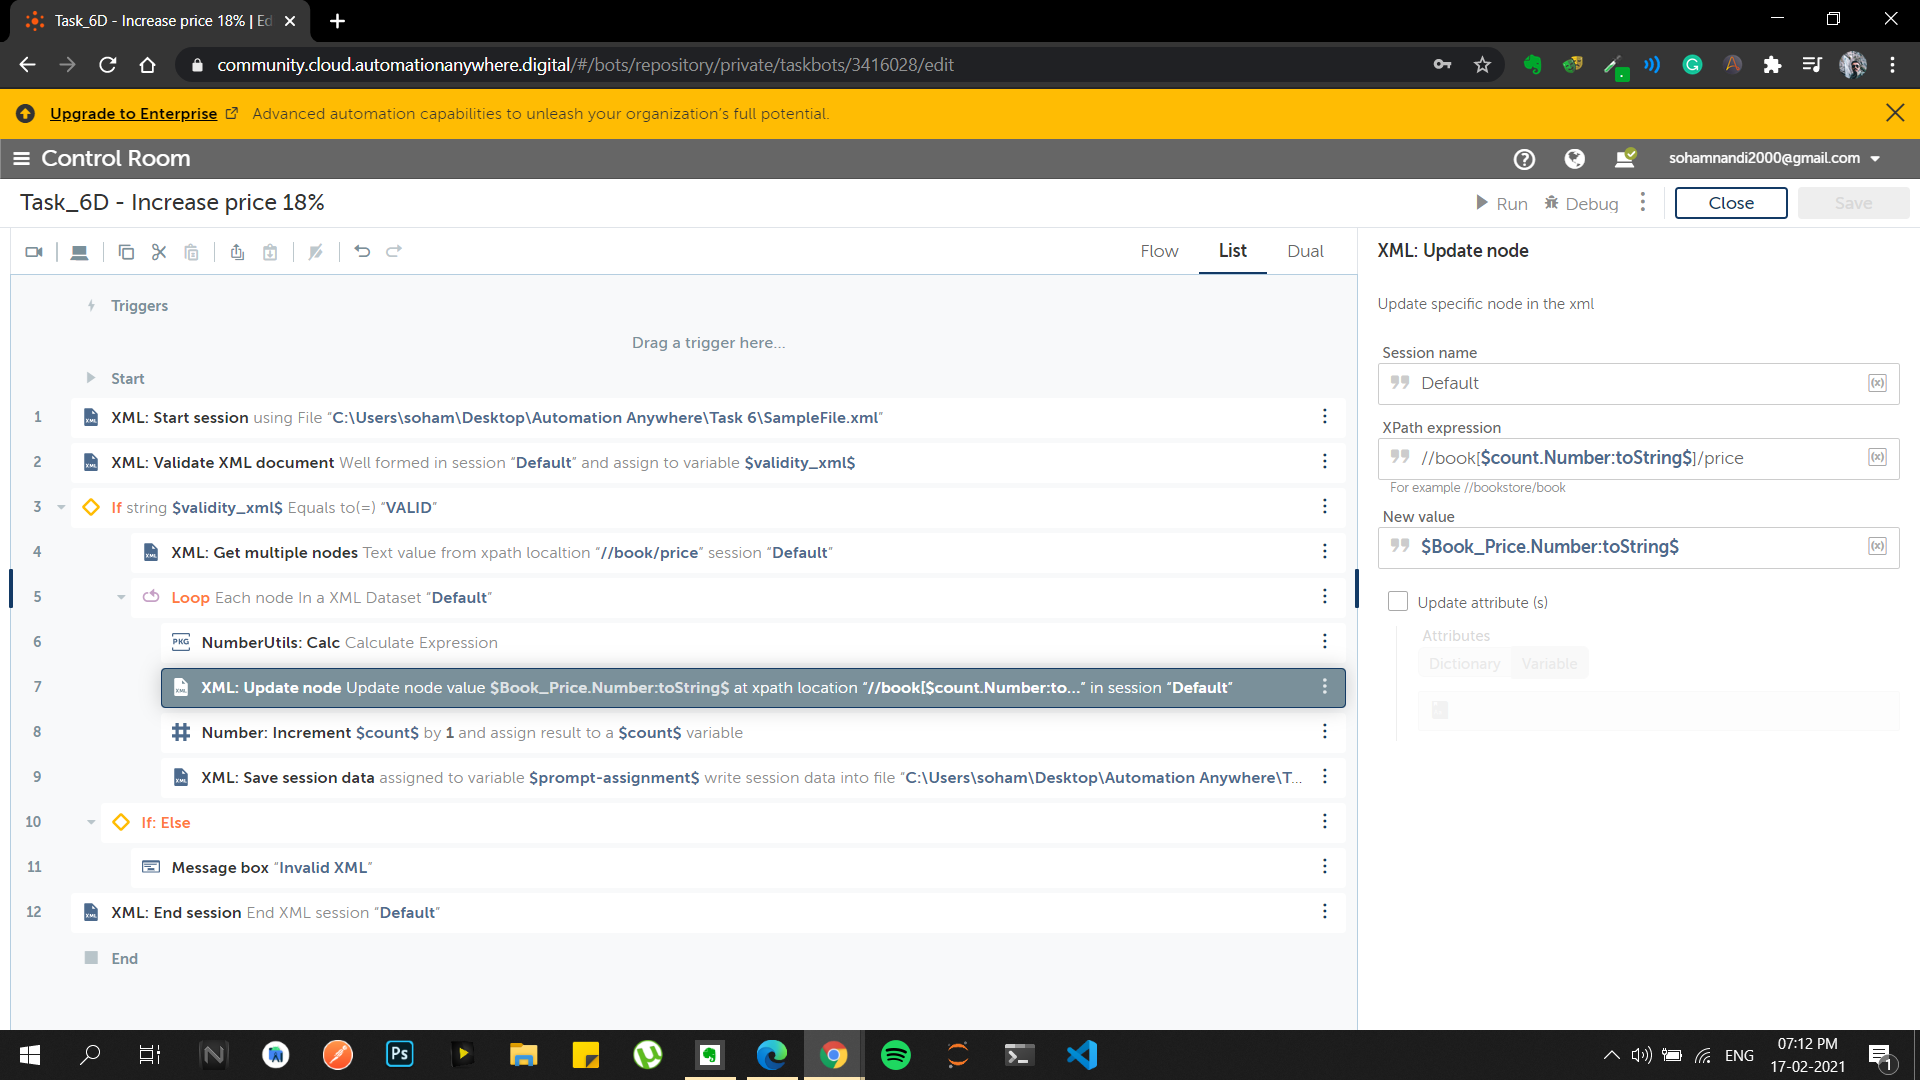 Task_6D - Increase price 18% | Ed
community.cloud.automationanywhere.digital/#/bots/repository/private/taskbots/3416028/edit
Upgrade to Enterprise Advanced automation capabilities to unleash your organization's full potential.
Control Room
sohamnandi2000@gmail.com
Task_6D - Increase price 18%
Run Debug Close Save
Flow List Dual
Triggers
Drag a trigger here...
Start
1 XML: Start session using File “C:\Users\soham\Desktop\Automation Anywhere\Task 6\SampleFile.xml”
2 XML: Validate XML document Well formed in session “Default” and assign to variable $validity_xml$
3 If string $validity_xml$ Equals to(=) “VALID”
4 XML: Get multiple nodes Text value from xpath localtion “//book/price” session “Default”
5 Loop Each node In a XML Dataset “Default”
6 PKG NumberUtils: Calc Calculate Expression
7 XML: Update node Update node value $Book_Price.Number:toString$ at xpath location “//book[$count.Number:to...” in session “Default”
8 Number: Increment $count$ by 1 and assign result to a $count$ variable
9 XML: Save session data assigned to variable $prompt-assignment$ write session data into file “C:\Users\soham\Desktop\Automation Anywhere\T...
10 If: Else
11 Message box “Invalid XML”
12 XML: End session End XML session “Default”
End
XML: Update node
Update specific node in the xml
Session name
Default
(x)
XPath expression
//book[$count.Number:toString$]/price
(x)
For example //bookstore/book
New value
$Book_Price.Number:toString$
(x)
Update attribute (s)
Attributes
Dictionary Variable
Ps
ENG
07:12 PM
17-02-2021
1